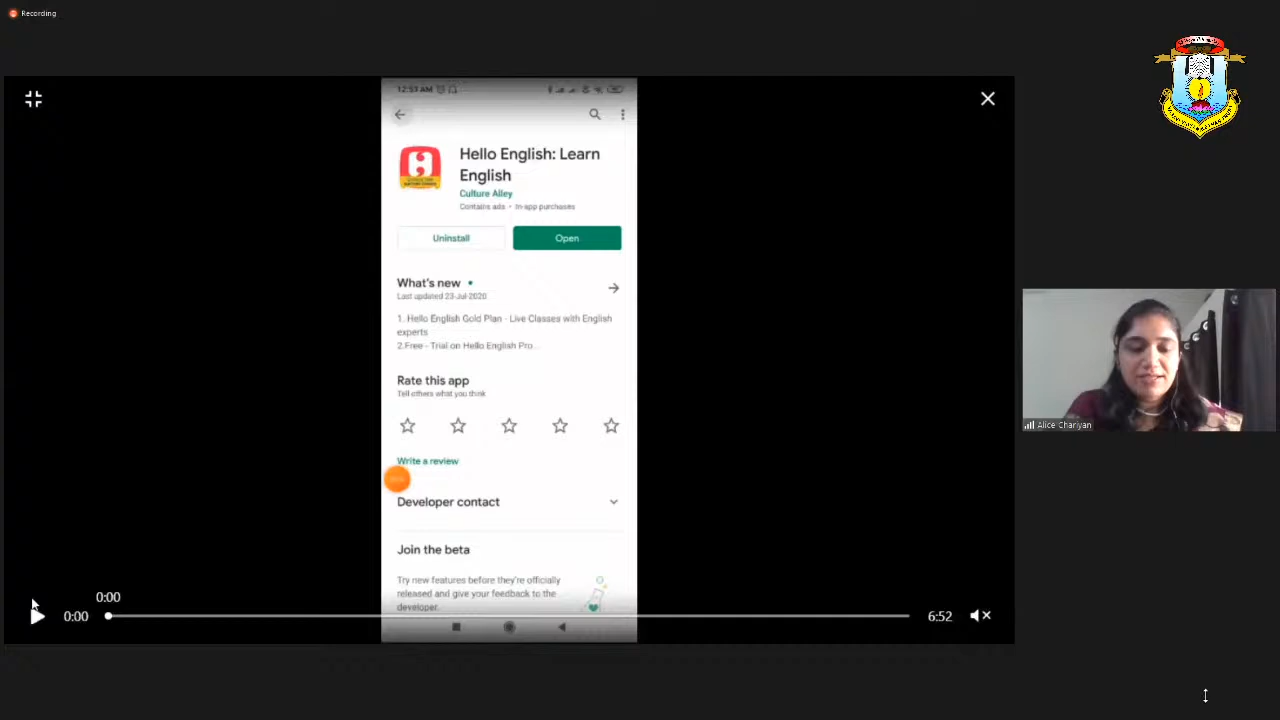 Recording
12:53 AM
Hello English: Learn
English
Culture Alley
Contains ads • In-app purchases
Uninstall
Open
What's new
Last updated 23-Jul-2020
1. Hello English Gold Plan - Live Classes with English
experts
2.Free - Trial on Hello English Pro...
Rate this app
Tell others what you think
Write a review
Developer contact
Join the beta
Try new features before they're officially
released and give your feedback to the
developer.
0:00
0:00
6:52
Alice Chariyan